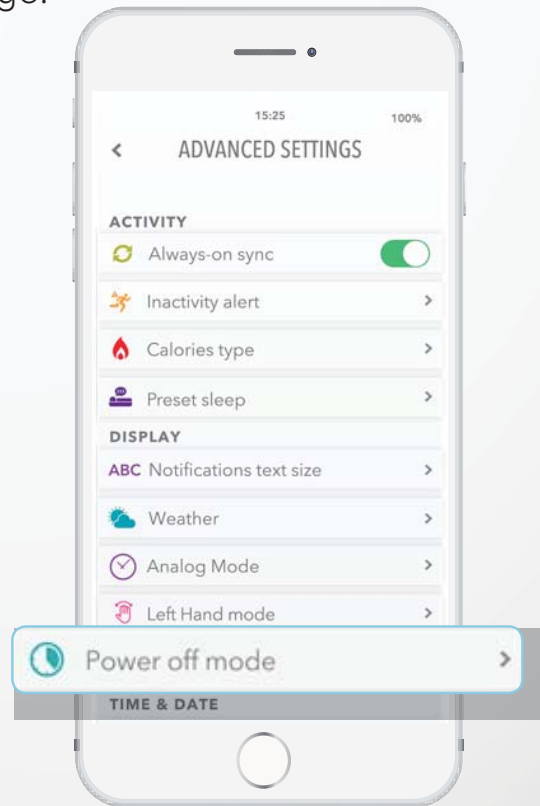 15:25 100%
ADVANCED SETTINGS
ACTIVITY
Always-on sync
Inactivity alert
Calories type
Preset sleep
DISPLAY
ABC Notifications text size
Weather
Analog Mode
Left Hand mode
Power off mode
TIME & DATE